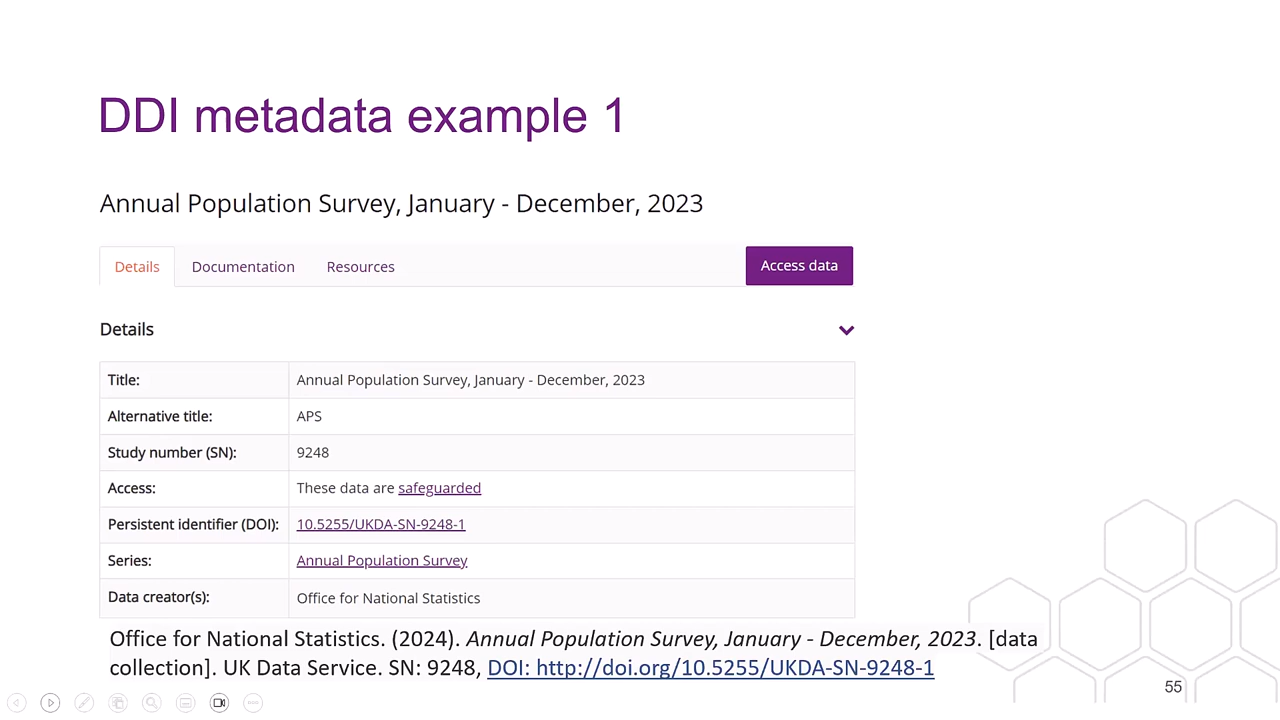 DDI metadata example 1
Annual Population Survey, January - December, 2023
Details Documentation Resources Access data
Details
Title: Annual Population Survey, January - December, 2023
Alternative title: APS
Study number (SN): 9248
Access: These data are safeguarded
Persistent identifier (DOI): 10.5255/UKDA-SN-9248-1
Series: Annual Population Survey
Data creator(s): Office for National Statistics
Office for National Statistics. (2024). Annual Population Survey, January - December, 2023. [data
collection]. UK Data Service. SN: 9248, DOI: http://doi.org/10.5255/UKDA-SN-9248-1
55